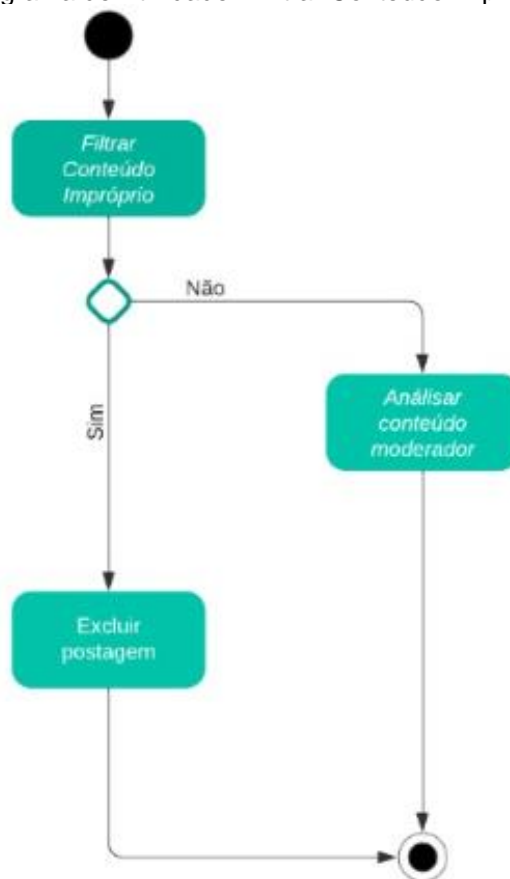 Filtrar
Conteúdo
Impróprio
Não
Análisar
conteúdo
moderador
Sim
Excluir
postagem